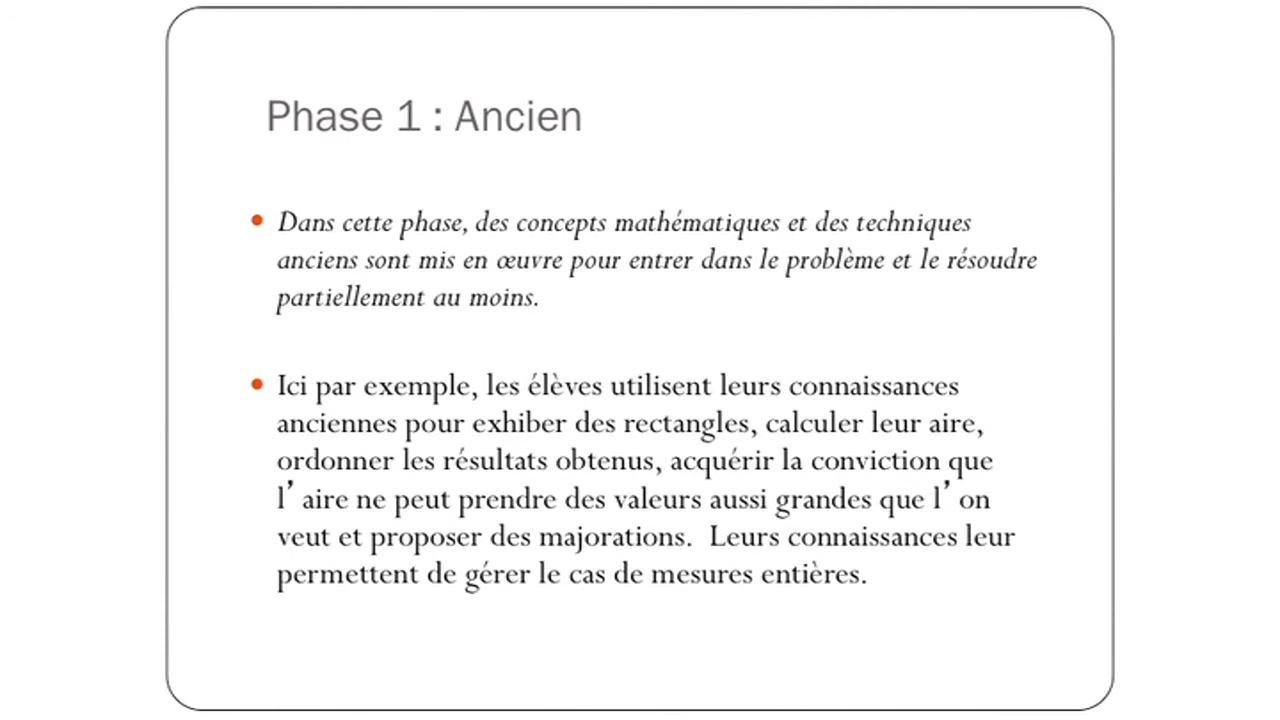 Phase 1 : Ancien
• Dans cette phase, des concepts mathématiques et des techniques
anciens sont mis en œuvre pour entrer dans le problème et le résoudre
partiellement au moins.
• Ici par exemple, les élèves utilisent leurs connaissances
anciennes pour exhiber des rectangles, calculer leur aire,
ordonner les résultats obtenus, acquérir la conviction que
l’ aire ne peut prendre des valeurs aussi grandes que l’ on
veut et proposer des majorations.  Leurs connaissances leur
permettent de gérer le cas de mesures entières.